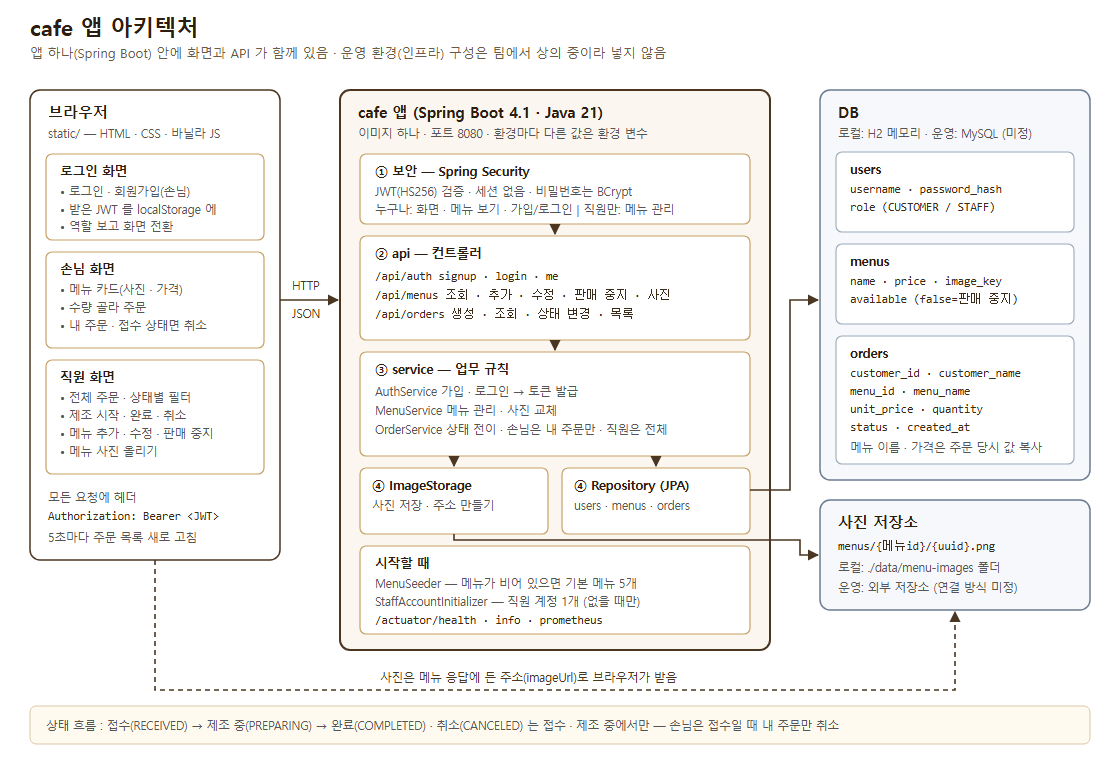 cafe 앱 아키텍처
앱 하나(Spring Boot) 안에 화면과 API 가 함께 있음 · 운영 환경(인프라) 구성은 팀에서 상의 중이라 넣지 않음
브라우저
static/ — HTML · CSS · 바닐라 JS
로그인 화면
• 로그인 · 회원가입(손님)
• 받은 JWT 를 localStorage 에
• 역할 보고 화면 전환
손님 화면
• 메뉴 카드(사진 · 가격)
• 수량 골라 주문
• 내 주문 · 접수 상태면 취소
직원 화면
• 전체 주문 · 상태별 필터
• 제조 시작 · 완료 · 취소
• 메뉴 추가 · 수정 · 판매 중지
• 메뉴 사진 올리기
모든 요청에 헤더
Authorization: Bearer <JWT>
5초마다 주문 목록 새로 고침
HTTP
JSON
cafe 앱 (Spring Boot 4.1 · Java 21)
이미지 하나 · 포트 8080 · 환경마다 다른 값은 환경 변수
① 보안 — Spring Security
JWT(HS256) 검증 · 세션 없음 · 비밀번호는 BCrypt
누구나: 화면 · 메뉴 보기 · 가입/로그인 | 직원만: 메뉴 관리
② api — 컨트롤러
/api/auth signup · login · me
/api/menus 조회 · 추가 · 수정 · 판매 중지 · 사진
/api/orders 생성 · 조회 · 상태 변경 · 목록
③ service — 업무 규칙
AuthService 가입 · 로그인 → 토큰 발급
MenuService 메뉴 관리 · 사진 교체
OrderService 상태 전이 · 손님은 내 주문만 · 직원은 전체
④ ImageStorage
사진 저장 · 주소 만들기
④ Repository (JPA)
users · menus · orders
시작할 때
MenuSeeder — 메뉴가 비어 있으면 기본 메뉴 5개
StaffAccountInitializer — 직원 계정 1개 (없을 때만)
/actuator/health · info · prometheus
DB
로컬: H2 메모리 · 운영: MySQL (미정)
users
username · password_hash
role (CUSTOMER / STAFF)
menus
name · price · image_key
available (false=판매 중지)
orders
customer_id · customer_name
menu_id · menu_name
unit_price · quantity
status · created_at
메뉴 이름 · 가격은 주문 당시 값 복사
사진 저장소
menus/{메뉴id}/{uuid}.png
로컬: ./data/menu-images 폴더
운영: 외부 저장소 (연결 방식 미정)
사진은 메뉴 응답에 든 주소(imageUrl)로 브라우저가 받음
상태 흐름 : 접수(RECEIVED) → 제조 중(PREPARING) → 완료(COMPLETED) · 취소(CANCELED) 는 접수 · 제조 중에서만 — 손님은 접수일 때 내 주문만 취소